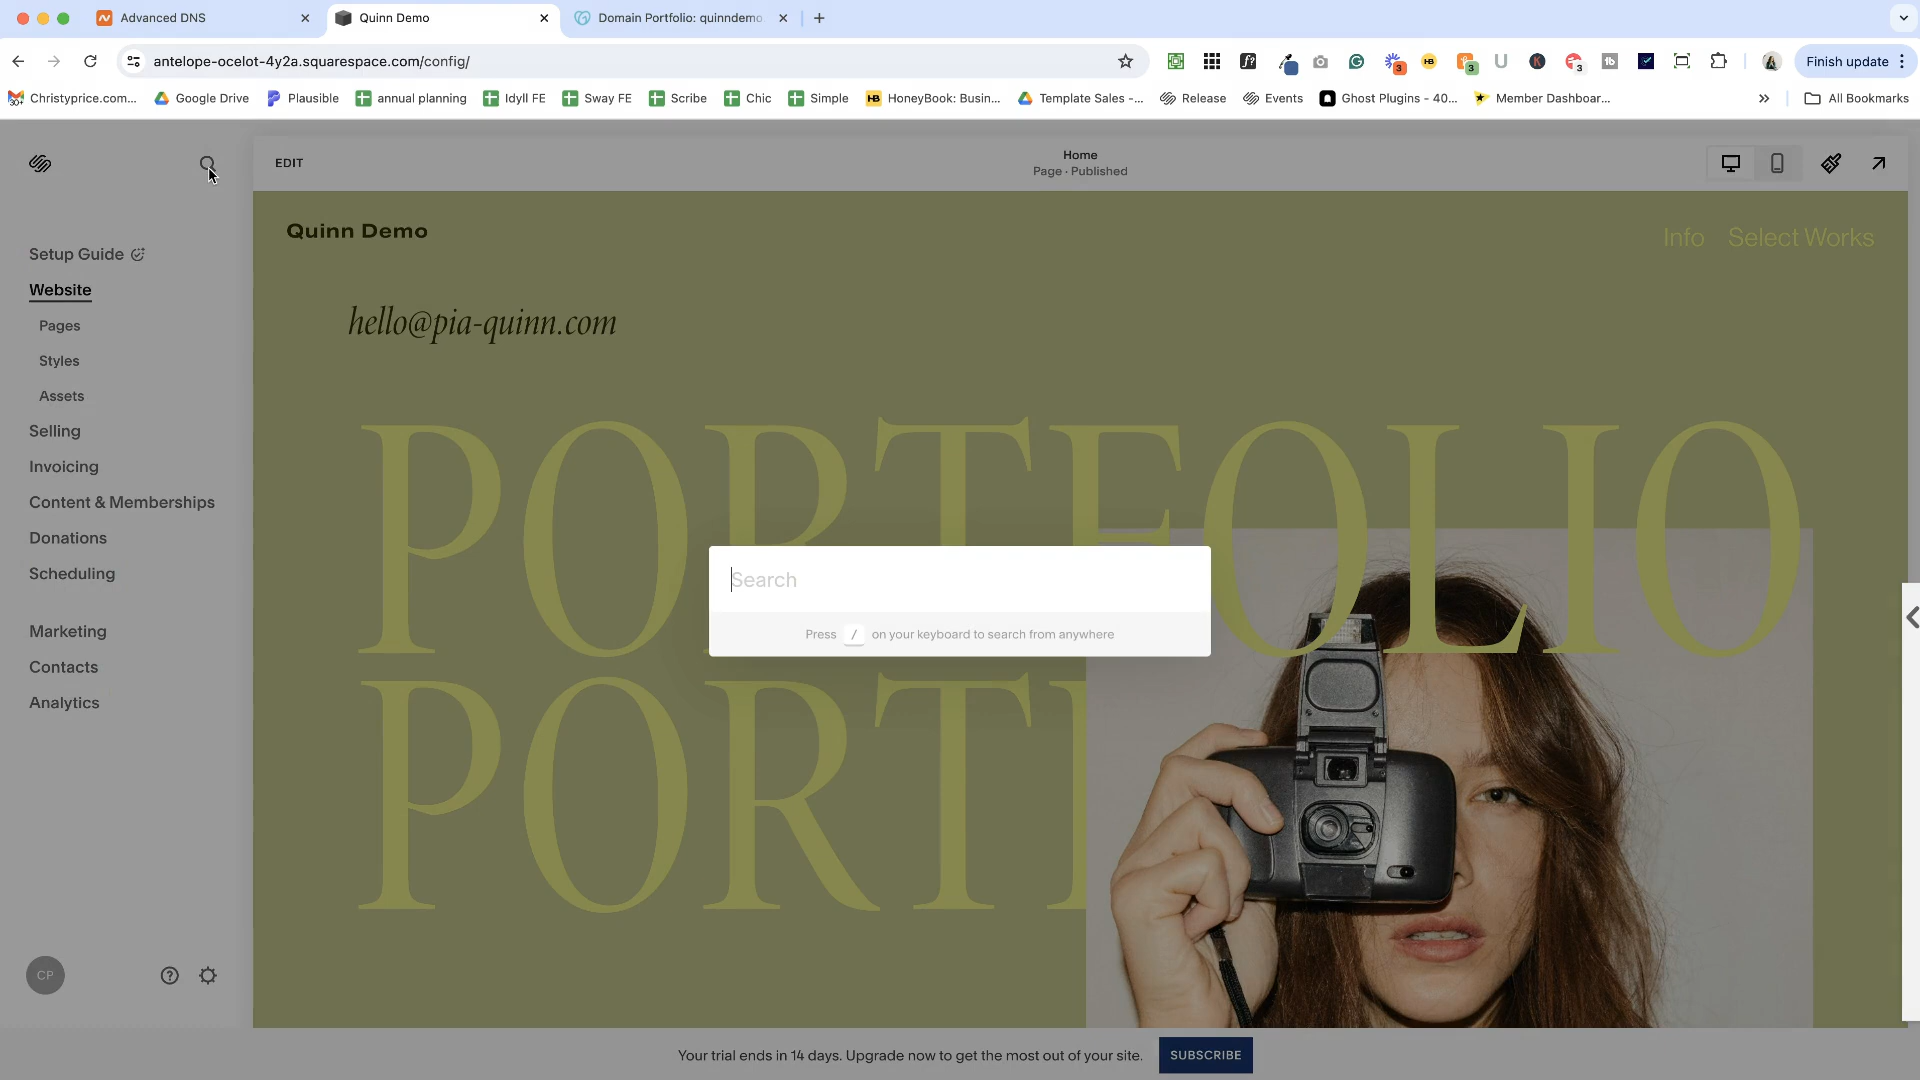 Advanced DNS
Quinn Demo
Domain Portfolio: quinndemo
antelope-ocelot-4y2a.squarespace.com/config/
Finish update
Christyprice.com...
Google Drive
Plausible
annual planning
Idyll FE
Sway FE
Scribe
Chic
Simple
HoneyBook: Busin...
Template Sales -...
Release
Events
Ghost Plugins - 40...
Member Dashboar...
All Bookmarks
EDIT
Home
Page · Published
Setup Guide
Website
Pages
Styles
Assets
Selling
Invoicing
Content & Memberships
Donations
Scheduling
Marketing
Contacts
Analytics
CP
Quinn Demo
Info Select Works
hello@pia-quinn.com
PORTFOLIO
Search
Press / on your keyboard to search from anywhere
Your trial ends in 14 days. Upgrade now to get the most out of your site.
SUBSCRIBE